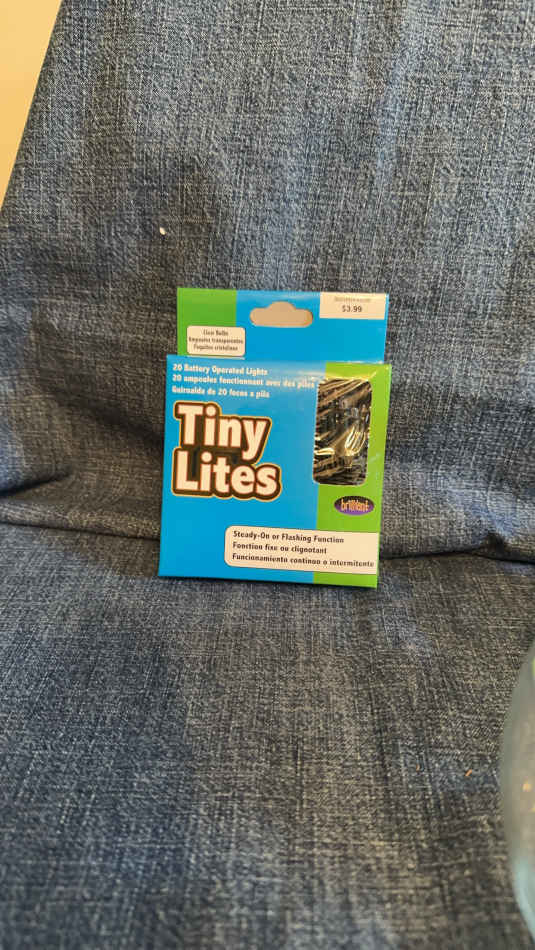 $3.99
Clear Bulbs
Ampoules transparentes
Foquitos cristalinos
20 Battery Operated Lights
20 ampoules fonctionnant avec des piles
Guirnalda de 20 focos a pila
Tiny
Lites
brilliant
Steady-On or Flashing Function
Fonction fixe ou clignotant
Funcionamiento continuo o intermitente